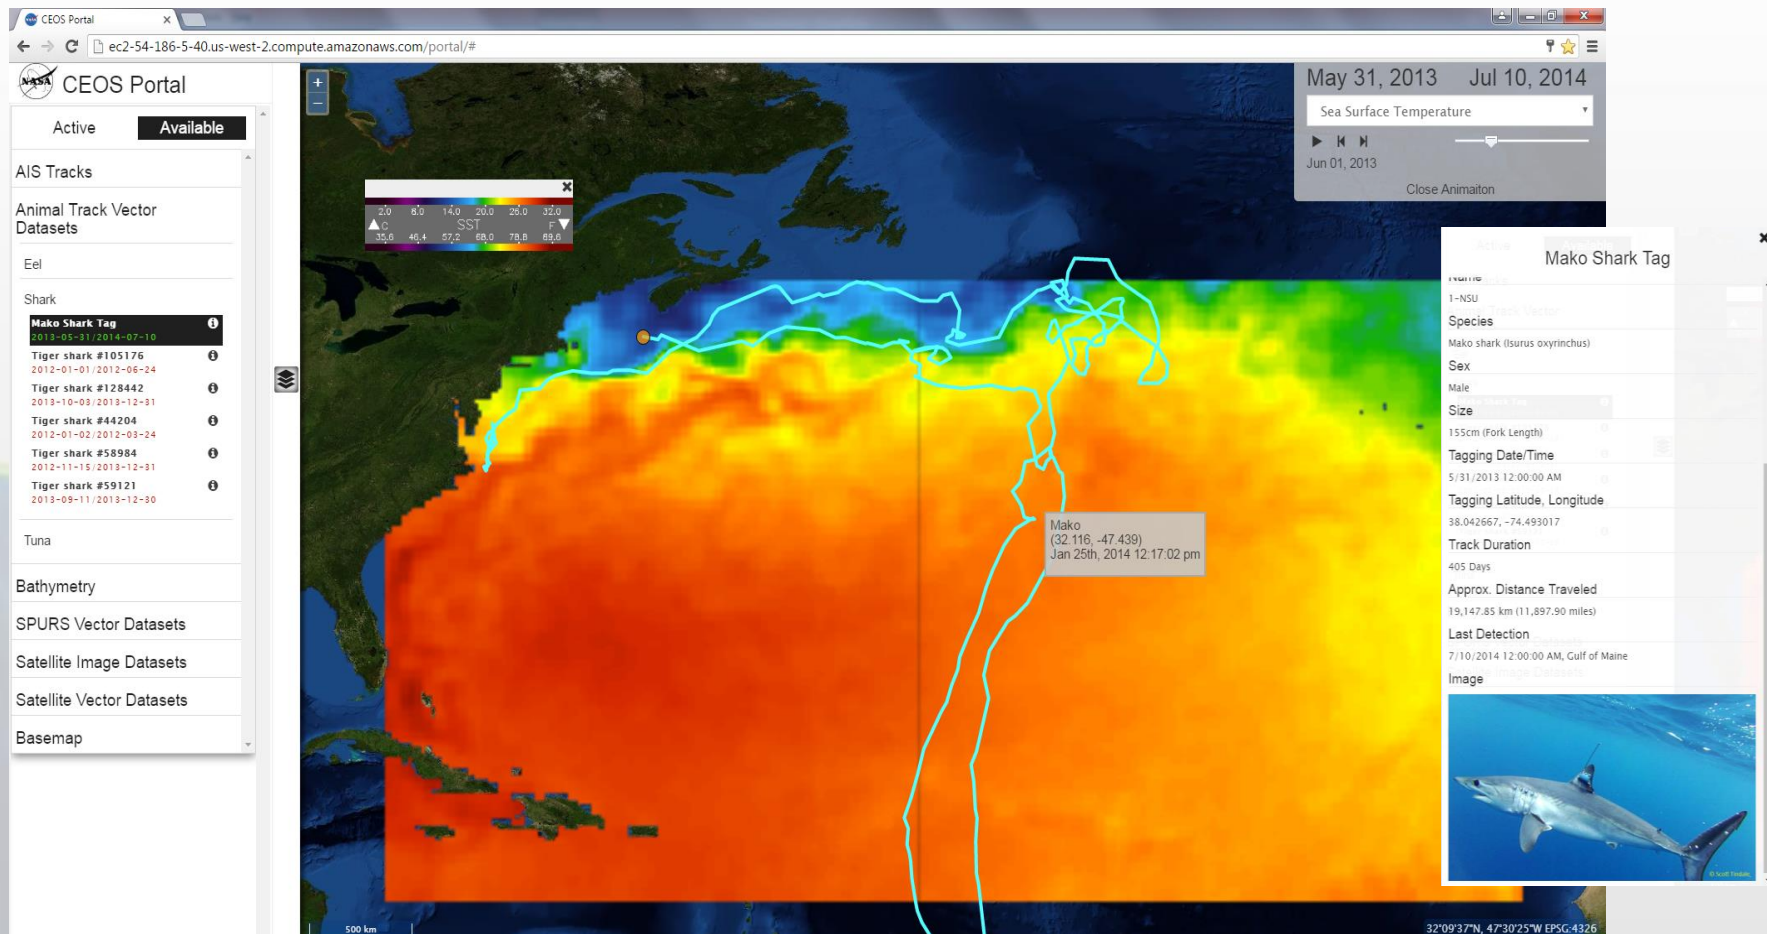 CEOS Portal
ec2-54-186-5-40.us-west-2.compute.amazonaws.com/portal/#
NASA
CEOS Portal
Active
Available
AIS Tracks
Animal Track Vector
Datasets
Eel
Shark
Mako Shark Tag
2013-05-31/2014-07-10
Tiger shark #105176
2012-01-01/2012-06-24
Tiger shark #128442
2013-10-03/2013-12-31
Tiger shark #44204
2012-01-02/2012-03-24
Tiger shark #58984
2012-11-15/2013-12-31
Tiger shark #59121
2013-09-11/2013-12-30
Tuna
Bathymetry
SPURS Vector Datasets
Satellite Image Datasets
Satellite Vector Datasets
Basemap
+
−
2.0 8.0 14.0 20.0 26.0 32.0
C SST F
35.6 46.4 57.2 68.0 78.8 89.6
May 31, 2013 Jul 10, 2014
Sea Surface Temperature
Jun 01, 2013
Close Animaiton
Mako
(32.116, -47.439)
Jan 25th, 2014 12:17:02 pm
500 km
32°09'37"N, 47°30'25"W EPSG:4326
Mako Shark Tag
Name
1-NSU
Species
Mako shark (Isurus oxyrinchus)
Sex
Male
Size
155cm (Fork Length)
Tagging Date/Time
5/31/2013 12:00:00 AM
Tagging Latitude, Longitude
38.042667, -74.493017
Track Duration
405 Days
Approx. Distance Traveled
19,147.85 km (11,897.90 miles)
Last Detection
7/10/2014 12:00:00 AM, Gulf of Maine
Image